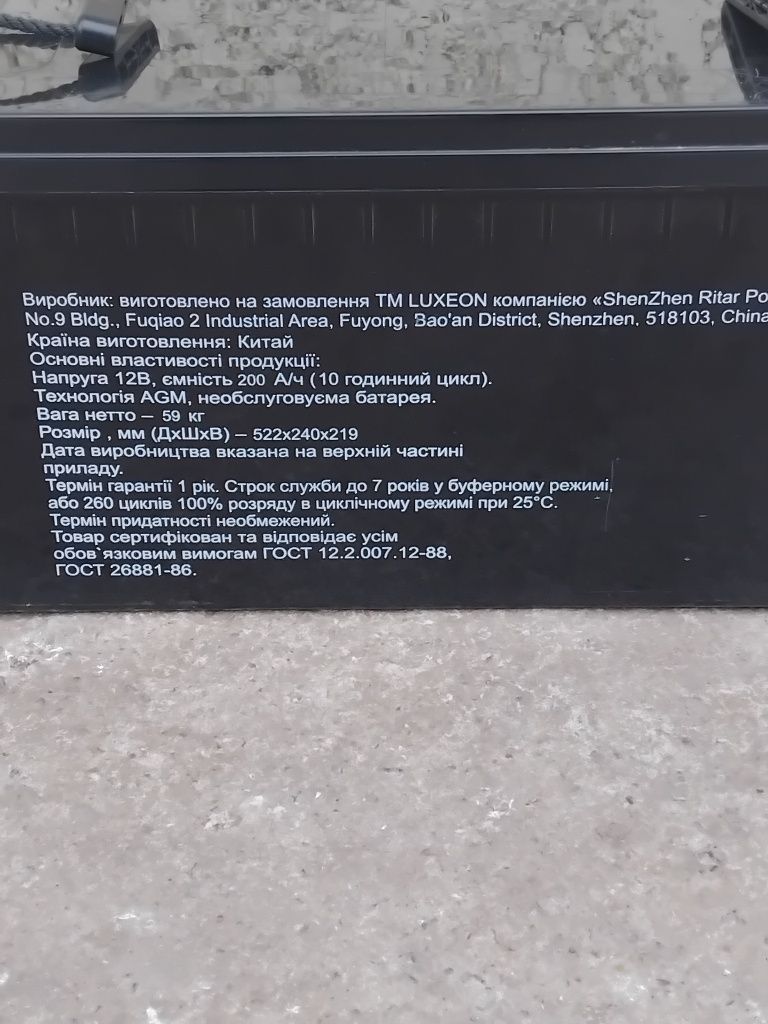 Виробник: виготовлено на замовлення ТМ LUXEON компанією «ShenZhen Ritar
No.9 Bldg., Fuqiao 2 Industrial Area, Fuyong, Bao'an District, Shenzhen, 518103, China
Країна виготовлення: Китай
Основні властивості продукції:
Напруга 12В, ємність 200 А/ч (10 годинний цикл).
Технологія AGM, необслуговуєма батарея.
Вага нетто – 59 кг
Розмір , мм (ДхШхВ) – 522х240х219
Дата виробництва вказана на верхній частині
приладу.
Термін гарантії 1 рік. Строк служби до 7 років у буферному режимі,
або 260 циклів 100% розряду в циклічному режимі при 25°С.
Термін придатності необмежений.
Товар сертифікован та відповідає усім
обов`язковим вимогам ГОСТ 12.2.007.12-88,
ГОСТ 26881-86.